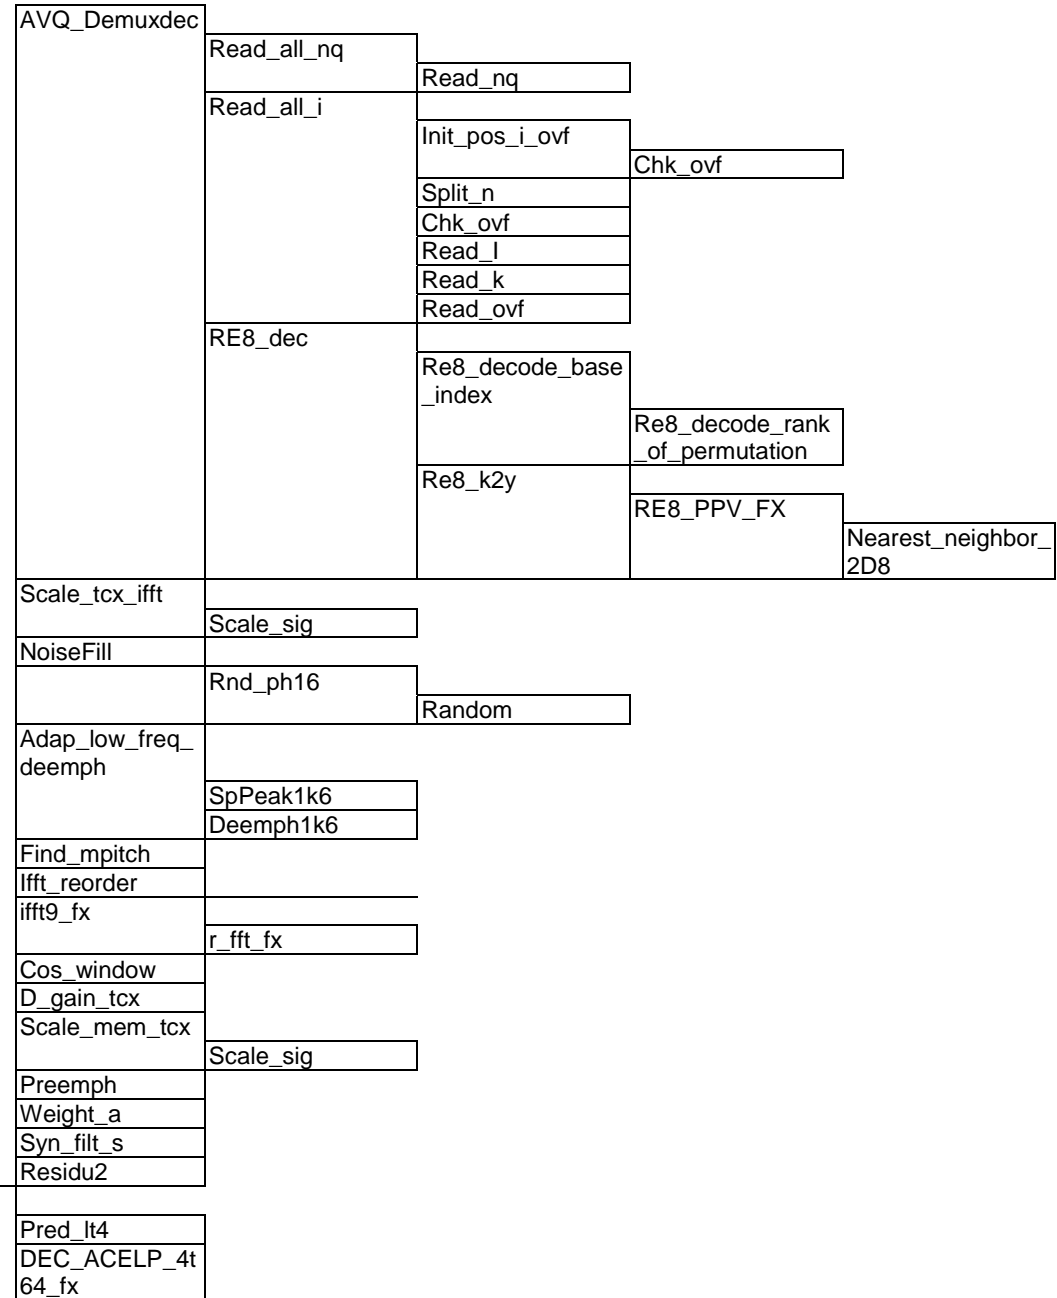 AVQ_Demuxdec
Read_all_nq
Read_nq
Read_all_i
Init_pos_i_ovf
Chk_ovf
Split_n
Chk_ovf
Read_I
Read_k
Read_ovf
RE8_dec
Re8_decode_base
_index
Re8_decode_rank
_of_permutation
Re8_k2y
RE8_PPV_FX
Nearest_neighbor_
2D8
Scale_tcx_ifft
Scale_sig
NoiseFill
Rnd_ph16
Random
Adap_low_freq_
deemph
SpPeak1k6
Deemph1k6
Find_mpitch
Ifft_reorder
ifft9_fx
r_fft_fx
Cos_window
D_gain_tcx
Scale_mem_tcx
Scale_sig
Preemph
Weight_a
Syn_filt_s
Residu2
Pred_lt4
DEC_ACELP_4t
64_fx